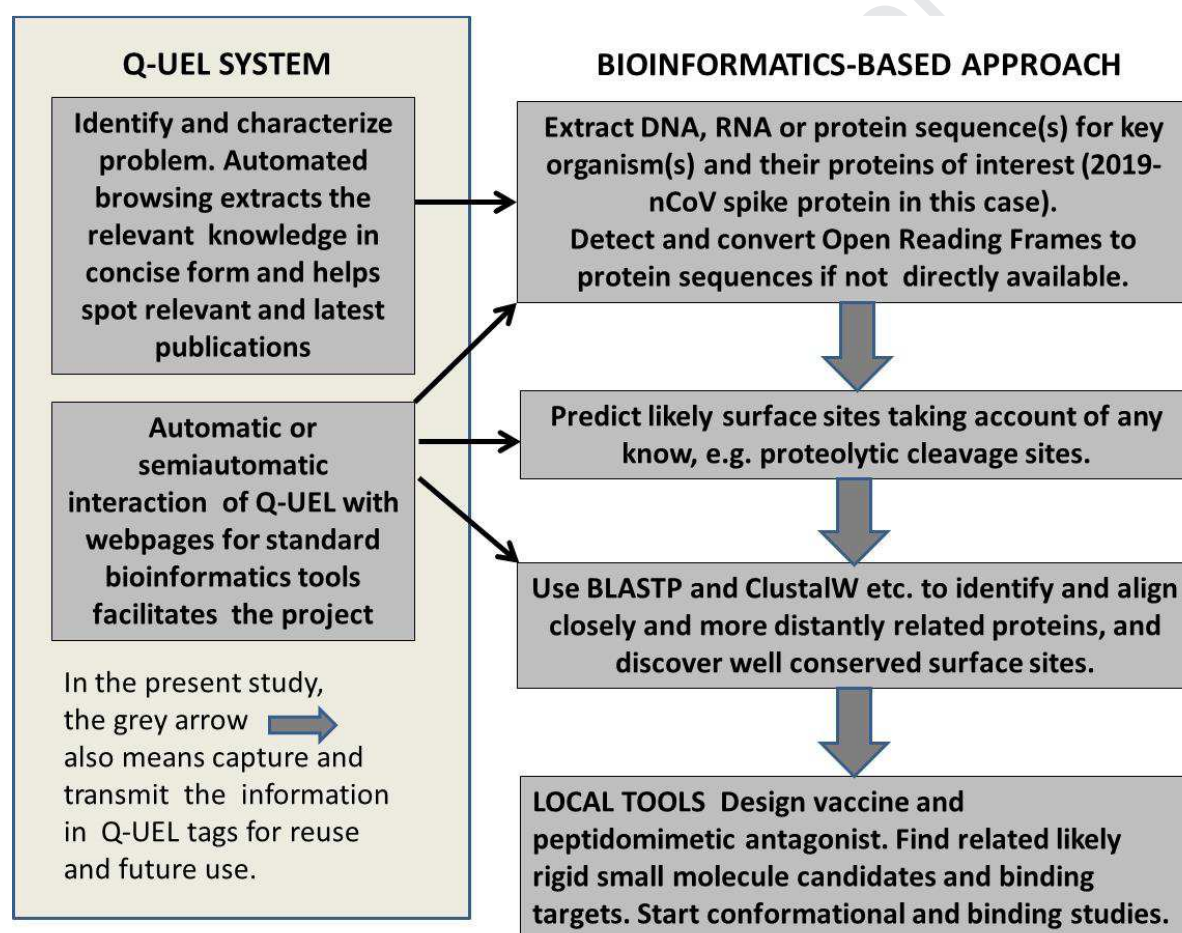 Q-UEL SYSTEM
Identify and characterize
problem. Automated
browsing extracts the
relevant knowledge in
concise form and helps
spot relevant and latest
publications
Automatic or
semiautomatic
interaction of Q-UEL with
webpages for standard
bioinformatics tools
facilitates the project
In the present study,
the grey arrow
also means capture and
transmit the information
in Q-UEL tags for reuse
and future use.
BIOINFORMATICS-BASED APPROACH
Extract DNA, RNA or protein sequence(s) for key
organism(s) and their proteins of interest (2019-
nCoV spike protein in this case).
Detect and convert Open Reading Frames to
protein sequences if not directly available.
Predict likely surface sites taking account of any
know, e.g. proteolytic cleavage sites.
Use BLASTP and ClustalW etc. to identify and align
closely and more distantly related proteins, and
discover well conserved surface sites.
LOCAL TOOLS Design vaccine and
peptidomimetic antagonist. Find related likely
rigid small molecule candidates and binding
targets. Start conformational and binding studies.